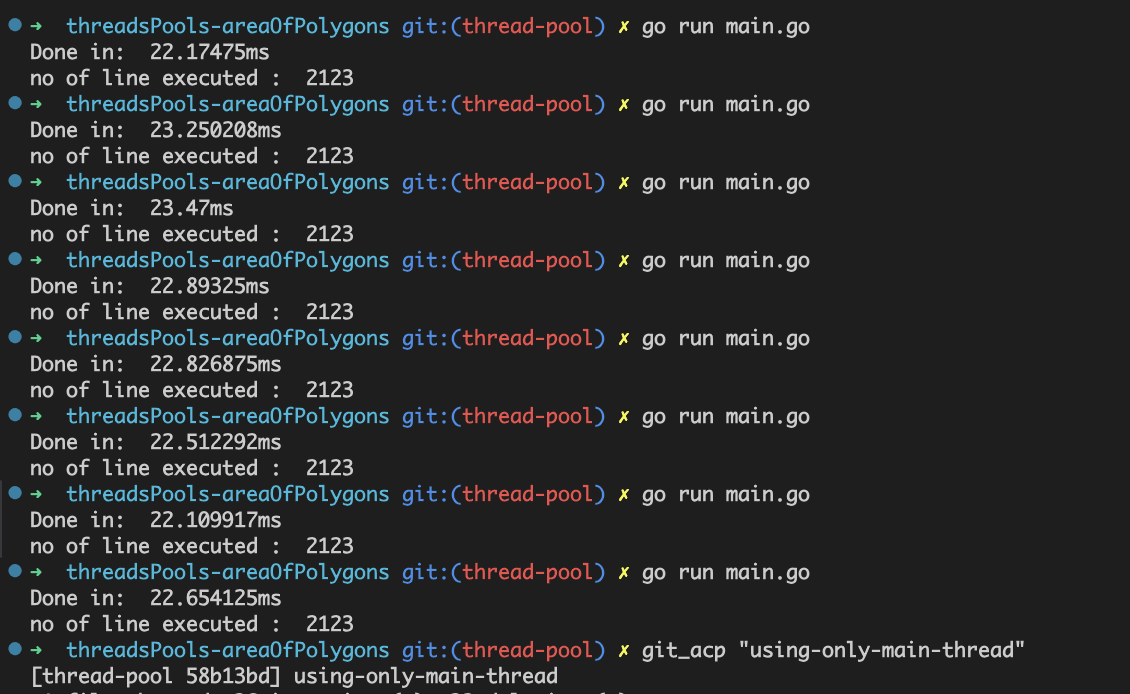 ➜  threadsPools-areaOfPolygons git:(thread-pool) ✗ go run main.go
Done in:  22.17475ms
no of line executed :  2123
➜  threadsPools-areaOfPolygons git:(thread-pool) ✗ go run main.go
Done in:  23.250208ms
no of line executed :  2123
➜  threadsPools-areaOfPolygons git:(thread-pool) ✗ go run main.go
Done in:  23.47ms
no of line executed :  2123
➜  threadsPools-areaOfPolygons git:(thread-pool) ✗ go run main.go
Done in:  22.89325ms
no of line executed :  2123
➜  threadsPools-areaOfPolygons git:(thread-pool) ✗ go run main.go
Done in:  22.826875ms
no of line executed :  2123
➜  threadsPools-areaOfPolygons git:(thread-pool) ✗ go run main.go
Done in:  22.512292ms
no of line executed :  2123
➜  threadsPools-areaOfPolygons git:(thread-pool) ✗ go run main.go
Done in:  22.109917ms
no of line executed :  2123
➜  threadsPools-areaOfPolygons git:(thread-pool) ✗ go run main.go
Done in:  22.654125ms
no of line executed :  2123
➜  threadsPools-areaOfPolygons git:(thread-pool) ✗ git_acp "using-only-main-thread"
[thread-pool 58b13bd] using-only-main-thread